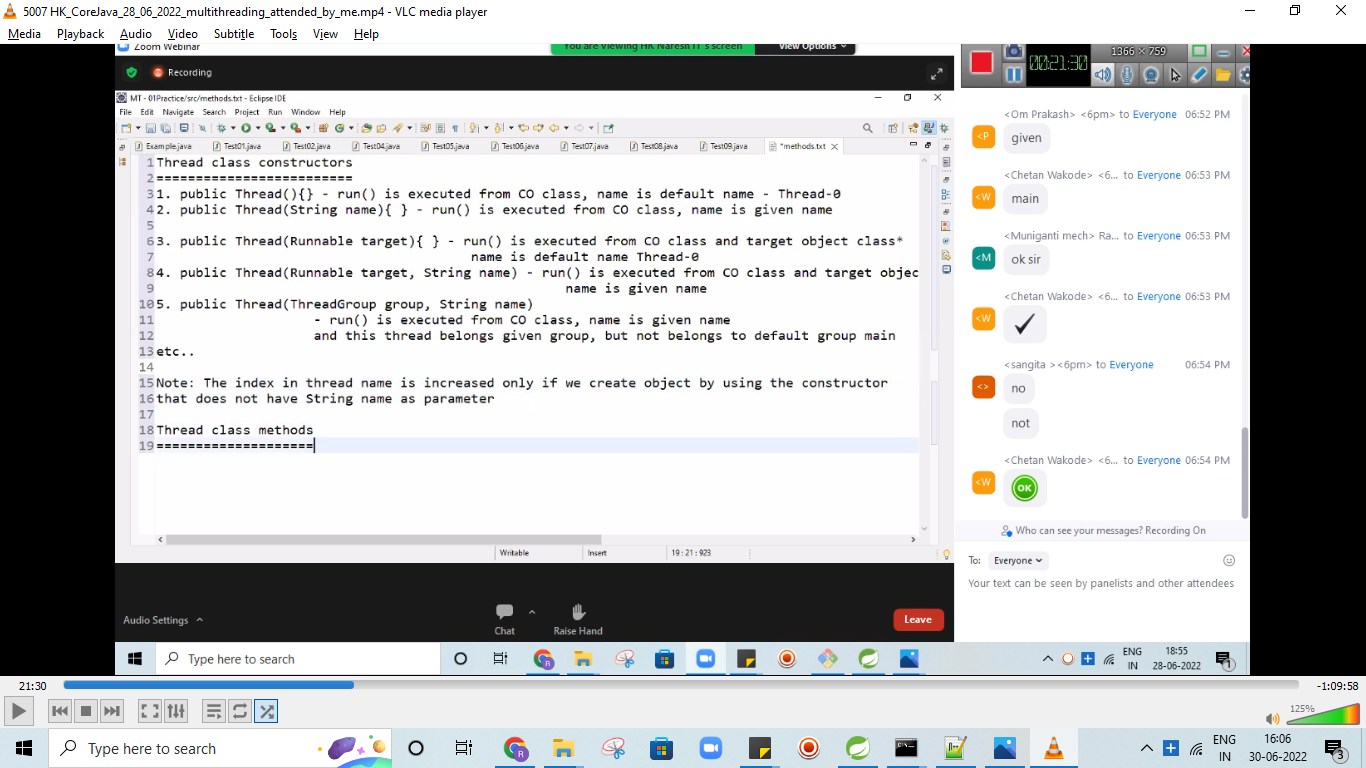 5007 HK_CoreJava_28_06_2022_multithreading_attended_by_me.mp4 - VLC media player
Media Playback Audio Video Subtitle Tools View Help
Zoom Webinar
You are viewing HK Naresh IT's screen
View Options
Recording
1366 × 759
00:21:30
MT - 01Practice/src/methods.txt - Eclipse IDE
File Edit Navigate Search Project Run Window Help
Example.java Test01.java Test02.java Test04.java Test05.java Test06.java Test07.java Test08.java Test09.java *methods.txt
1 Thread class constructors
2 =========================
3 1. public Thread(){} - run() is executed from CO class, name is default name - Thread-0
4 2. public Thread(String name){ } - run() is executed from CO class, name is given name
5
6 3. public Thread(Runnable target){ } - run() is executed from CO class and target object class*
7 name is default name Thread-0
8 4. public Thread(Runnable target, String name) - run() is executed from CO class and target objec
9 name is given name
10 5. public Thread(ThreadGroup group, String name)
11 - run() is executed from CO class, name is given name
12 and this thread belongs given group, but not belongs to default group main
13 etc..
14
15 Note: The index in thread name is increased only if we create object by using the constructor
16 that does not have String name as parameter
17
18 Thread class methods
19 ====================
Writable Insert 19 : 21 : 923
<Om Prakash> <6pm> to Everyone 06:52 PM
<P
given
<Chetan Wakode> <6... to Everyone 06:53 PM
<W
main
<Muniganti mech> Ra... to Everyone 06:53 PM
<M
ok sir
<Chetan Wakode> <6... to Everyone 06:53 PM
<W
<sangita ><6pm> to Everyone 06:54 PM
<>
no
not
<Chetan Wakode> <6... to Everyone 06:54 PM
<W
OK
Who can see your messages? Recording On
To: Everyone
Your text can be seen by panelists and other attendees
Audio Settings
Chat
Raise Hand
Leave
Type here to search
ENG
IN
18:55
28-06-2022
1
21:30
-1:09:58
125%
Type here to search
ENG
IN
16:06
30-06-2022
3